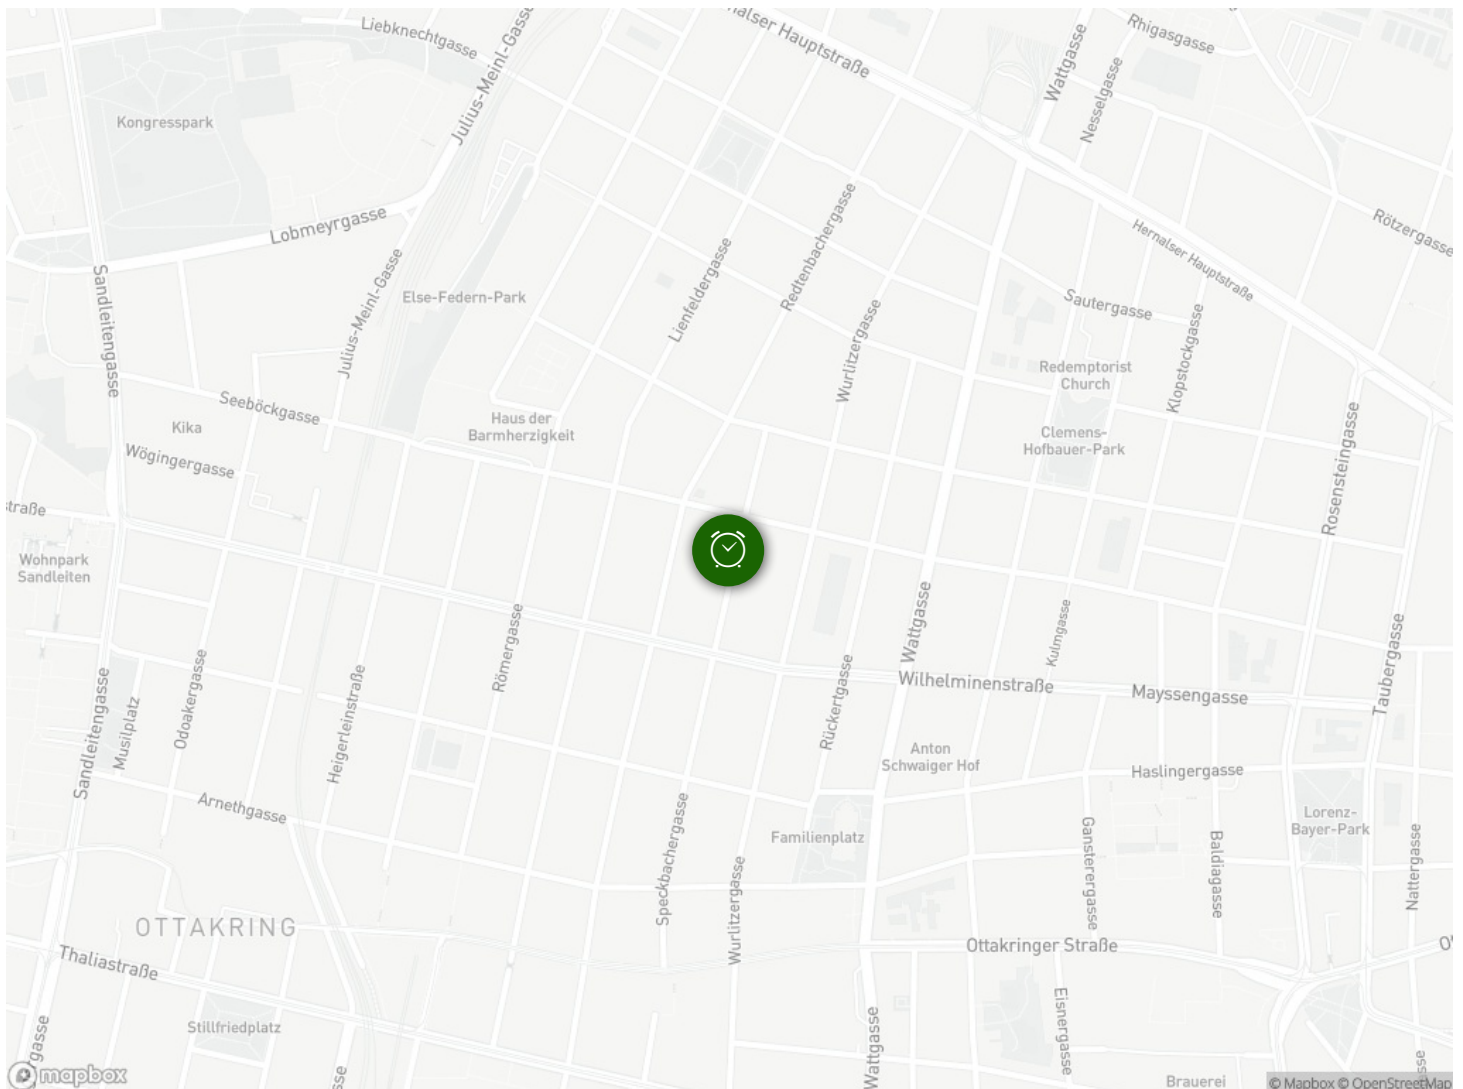 Liebknechtgasse
Julius-Meinl-Gasse
Hernalser Hauptstraße
Wattgasse
Rhigasgasse
Nesselgasse
Kongresspark
Lobmeyrgasse
Redtenbachergasse
Rötzergasse
Hernalser Hauptstraße
Sandleitengasse
Julius-Meinl-Gasse
Else-Federn-Park
Lienfeldergasse
Wurlitzergasse
Sautergasse
Klopstockgasse
Redemptorist
Church
Seeböckgasse
Kika
Haus der
Barmherzigkeit
Clemens-
Hofbauer-Park
Rosensteingasse
Wögingergasse
straße
Wohnpark
Sandleiten
Römergasse
Wattgasse
Kulmgasse
Taubergasse
Odoakergasse
Musilplatz
Sandleitengasse
Heigerleinstraße
Rückertgasse
Wilhelminenstraße
Mayssengasse
Anton
Schwaiger Hof
Haslingergasse
Arnethgasse
Speckbachergasse
Familienplatz
Gansterergasse
Baldiagasse
Lorenz-
Bayer-Park
Nattergasse
Wurlitzergasse
OTTAKRING
Thaliastraße
Ottakringer Straße
Stillfriedplatz
Wattgasse
Eisnergasse
Brauerei
mapbox
© Mapbox © OpenStreetMap